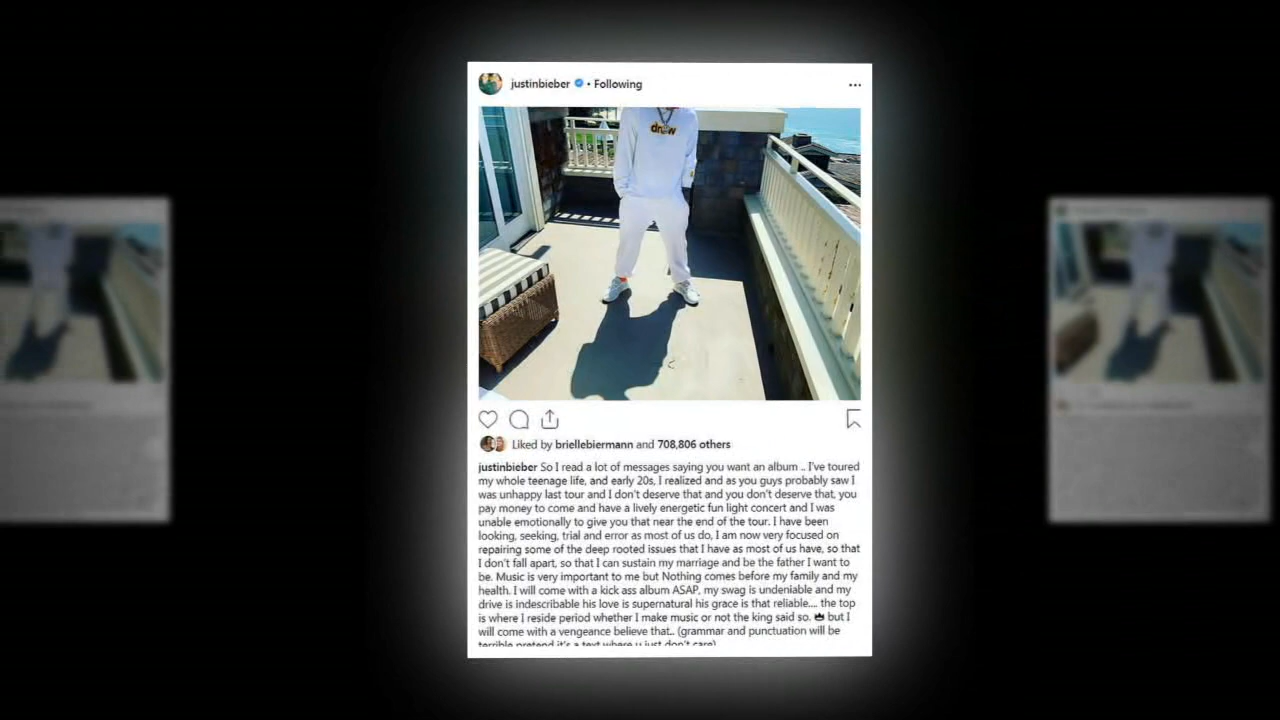 justinbieber • Following
drew
Liked by briellebiermann and 708,806 others
justinbieber So I read a lot of messages saying you want an album .. I've toured
my whole teenage life, and early 20s, I realized and as you guys probably saw I
was unhappy last tour and I don't deserve that and you don't deserve that, you
pay money to come and have a lively energetic fun light concert and I was
unable emotionally to give you that near the end of the tour. I have been
looking, seeking, trial and error as most of us do, I am now very focused on
repairing some of the deep rooted issues that I have as most of us have, so that
I don't fall apart, so that I can sustain my marriage and be the father I want to
be. Music is very important to me but Nothing comes before my family and my
health. I will come with a kick ass album ASAP, my swag is undeniable and my
drive is indescribable his love is supernatural his grace is that reliable.... the top
is where I reside period whether I make music or not the king said so. 👑 but I
will come with a vengeance believe that.. (grammar and punctuation will be
terrible pretend it's a text where u just don't care)